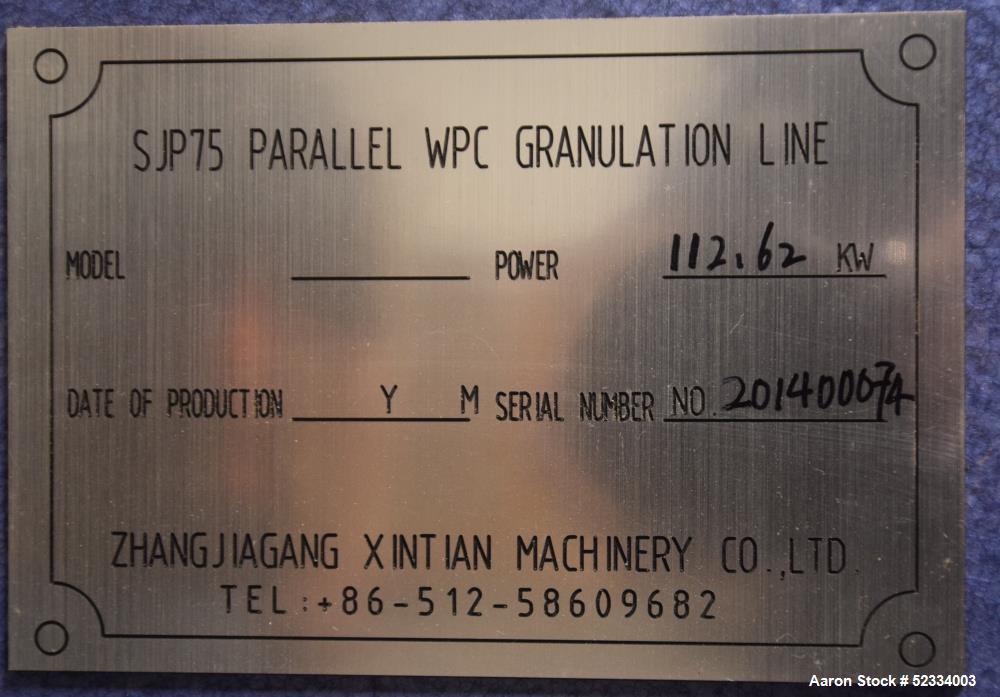 SJP75 PARALLEL WPC GRANULATION LINE
MODEL POWER 112.62 KW
DATE OF PRODUCTION Y M SERIAL NUMBER NO. 201400074
ZHANGJIAGANG XINTIAN MACHINERY CO.,LTD.
TEL:+86-512-58609682
Aaron Stock # 52334003